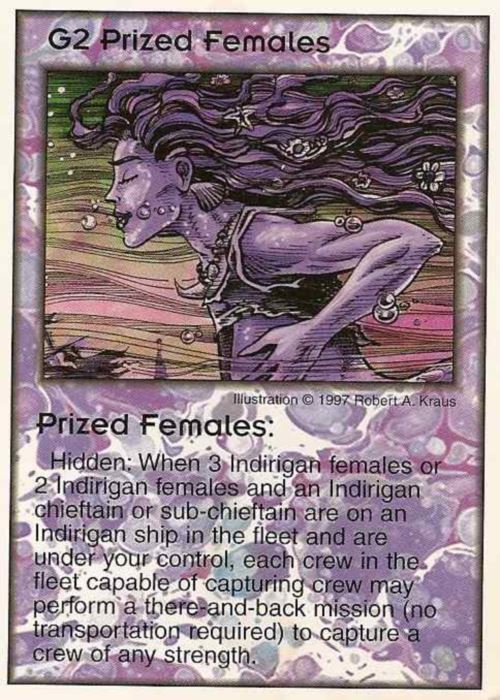 G2 Prized Females
Illustration © 1997 Robert A. Kraus
Prized Females:
Hidden: When 3 Indirigan females or
2 Indirigan females and an Indirigan
chieftain or sub-chieftain are on an
Indirigan ship in the fleet and are
under your control, each crew in the
fleet capable of capturing crew may
perform a there-and-back mission (no
transportation required) to capture a
crew of any strength.